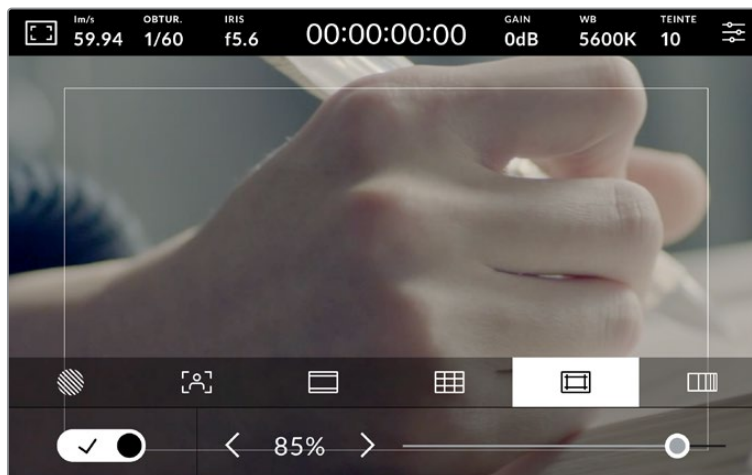 Im/s OBTUR. IRIS GAIN WB TEINTE
59.94 1/60 f5.6 00:00:00:00 0dB 5600K 10
85%